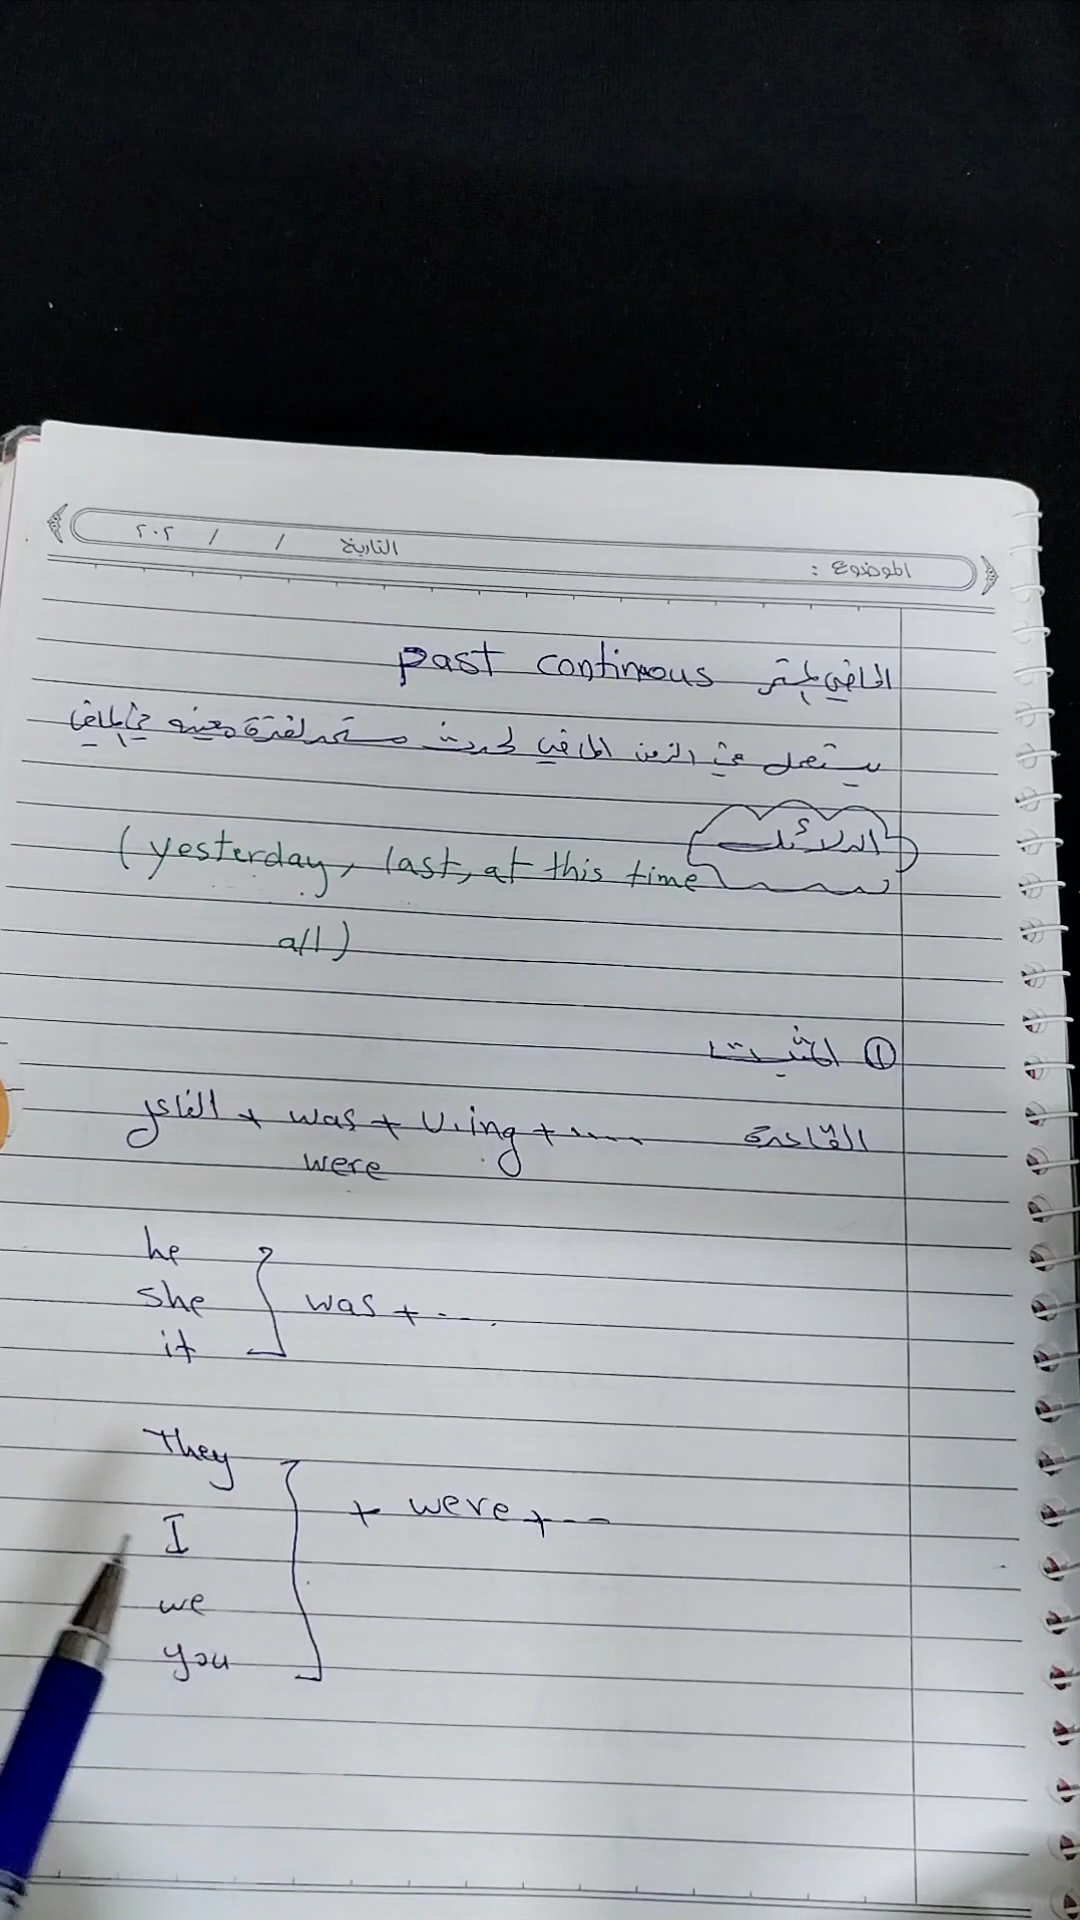 الموضوع : التاريخ / / ٢٠٢
الماضي المستمر past continuous
يستعمل في الزمن الماضي لحدث مستمر لفترة معينه في الماضي
الدلائل
(yesterday, last, at this time
all)
① المثبت
القاعدة الفاعل + was + V.ing + ....
were
he
she
it
was + ....
They
I
we
you
+ were + ---